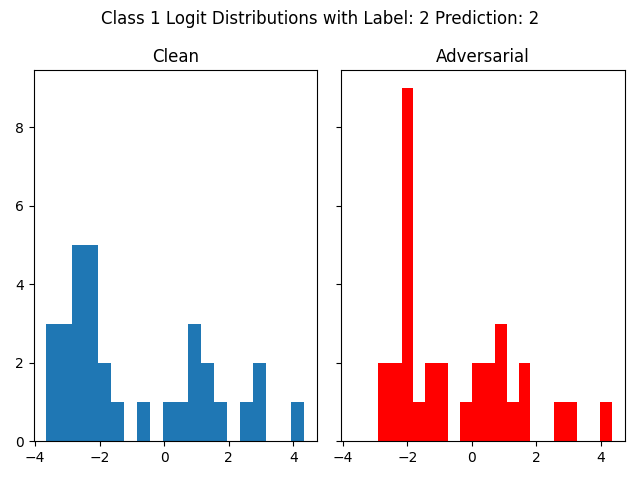 Class 1 Logit Distributions with Label: 2 Prediction: 2
Clean
Adversarial
8
6
4
2
0
−4 −2 0 2 4
−4 −2 0 2 4